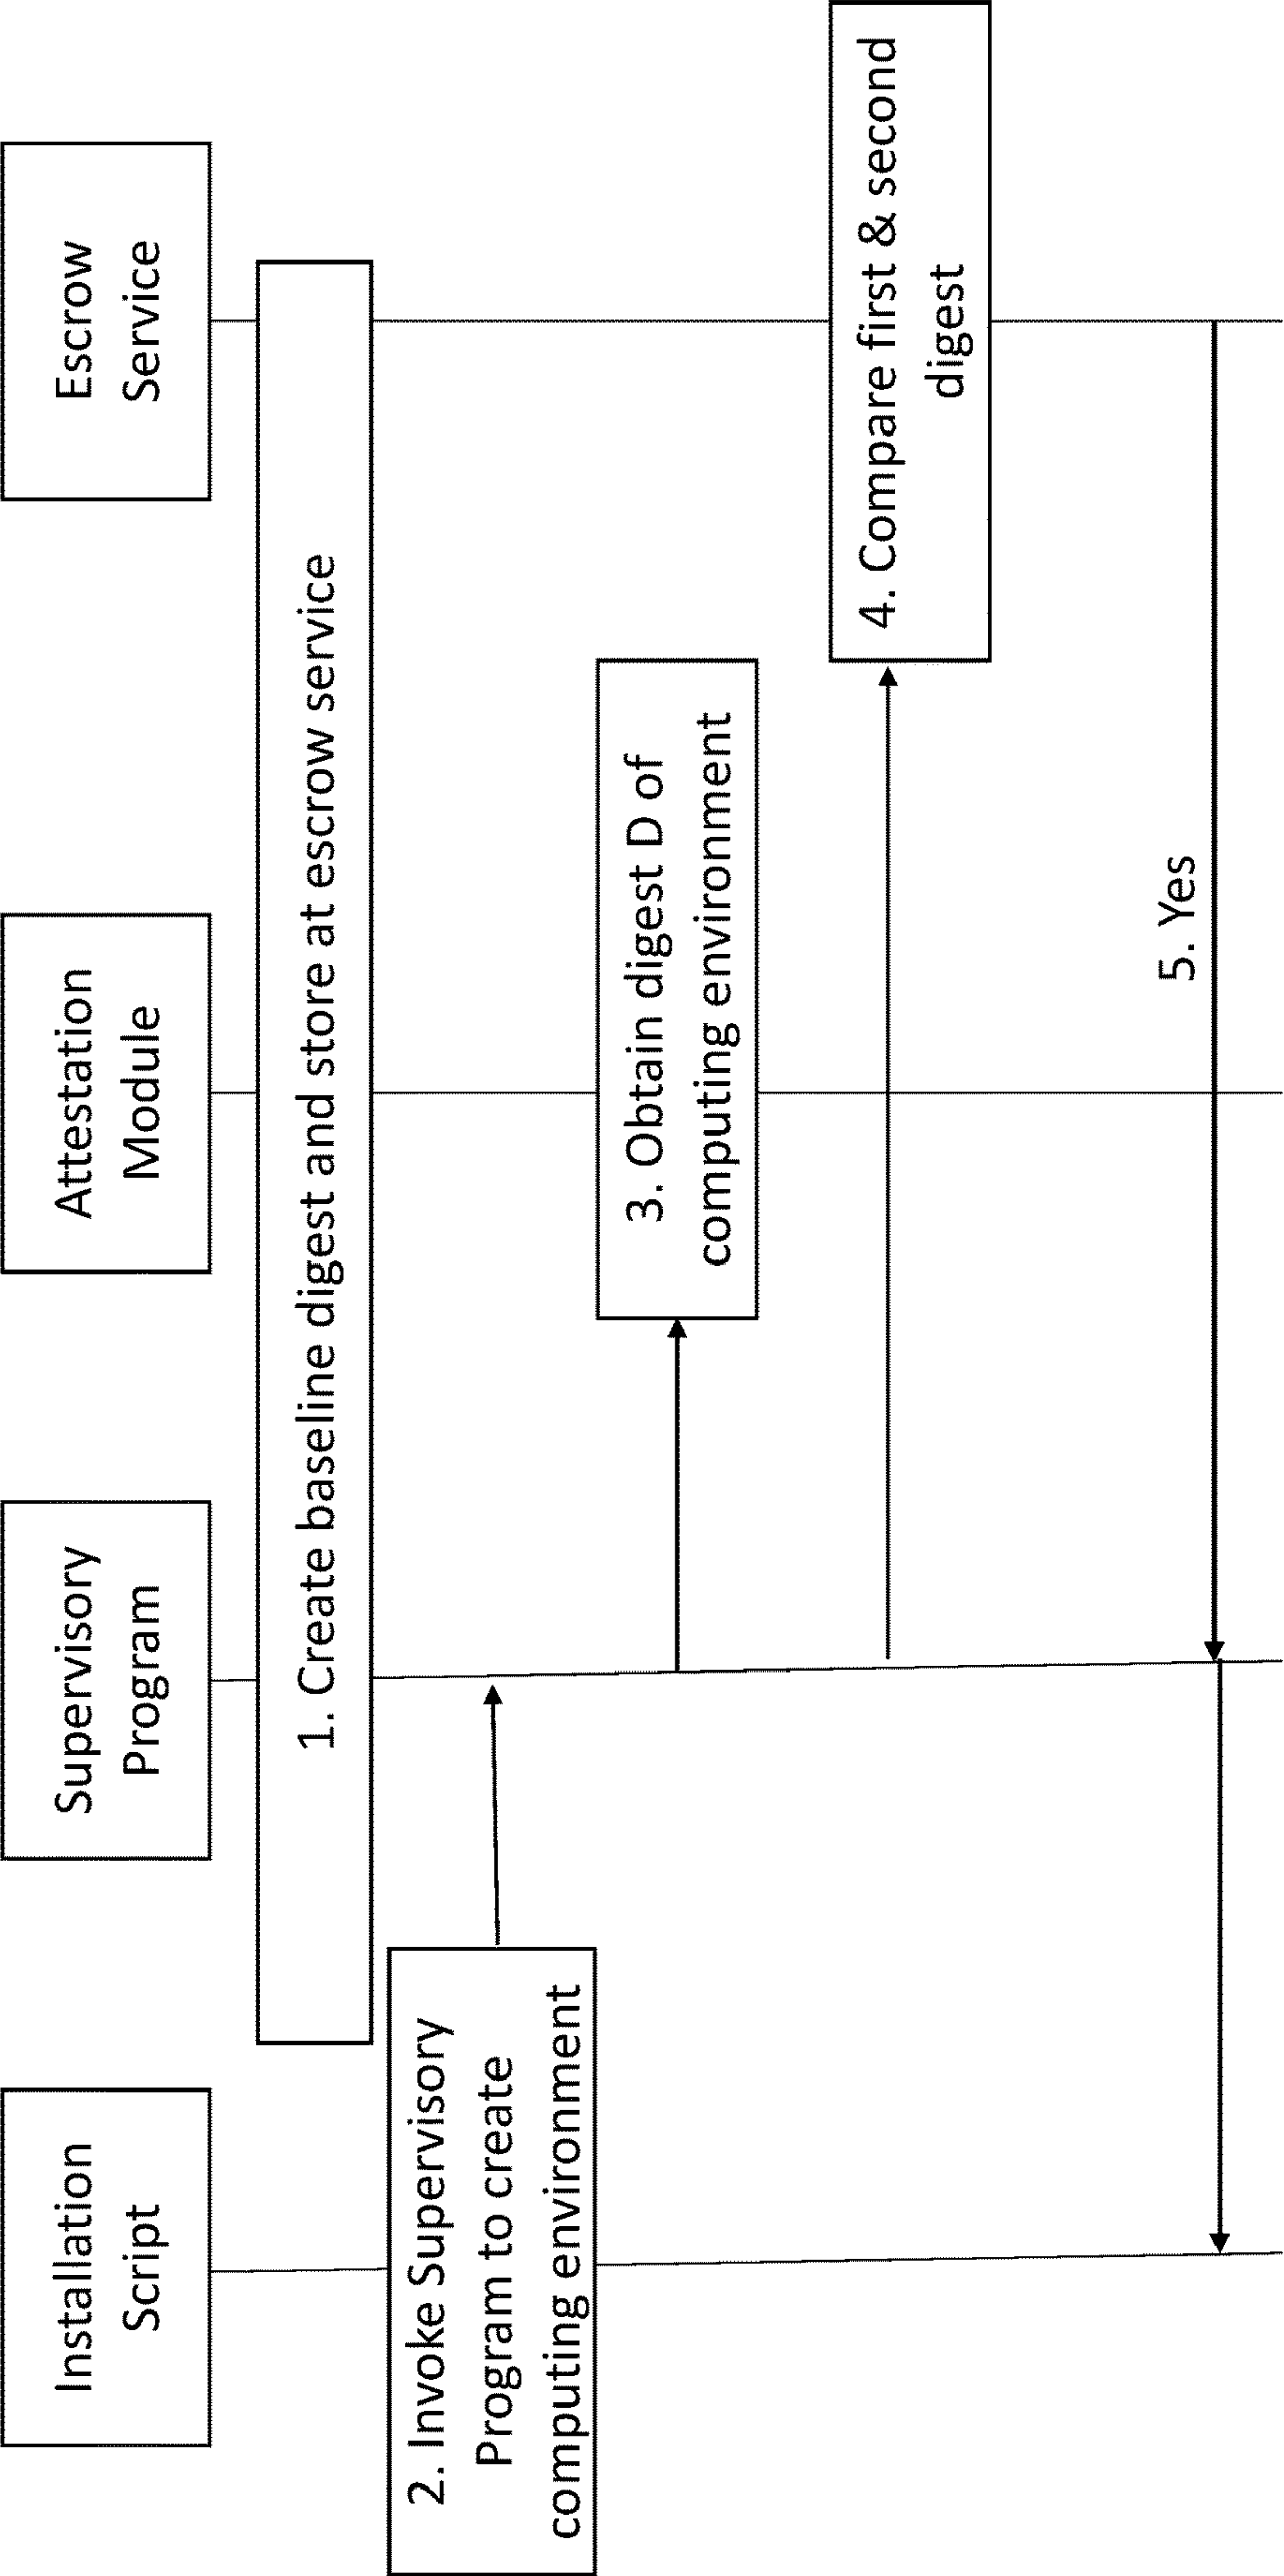 Installation
Script
Supervisory
Program
Attestation
Module
Escrow
Service
1. Create baseline digest and store at escrow service
2. Invoke Supervisory
Program to create
computing environment
3. Obtain digest D of
computing environment
4. Compare first & second
digest
5. Yes